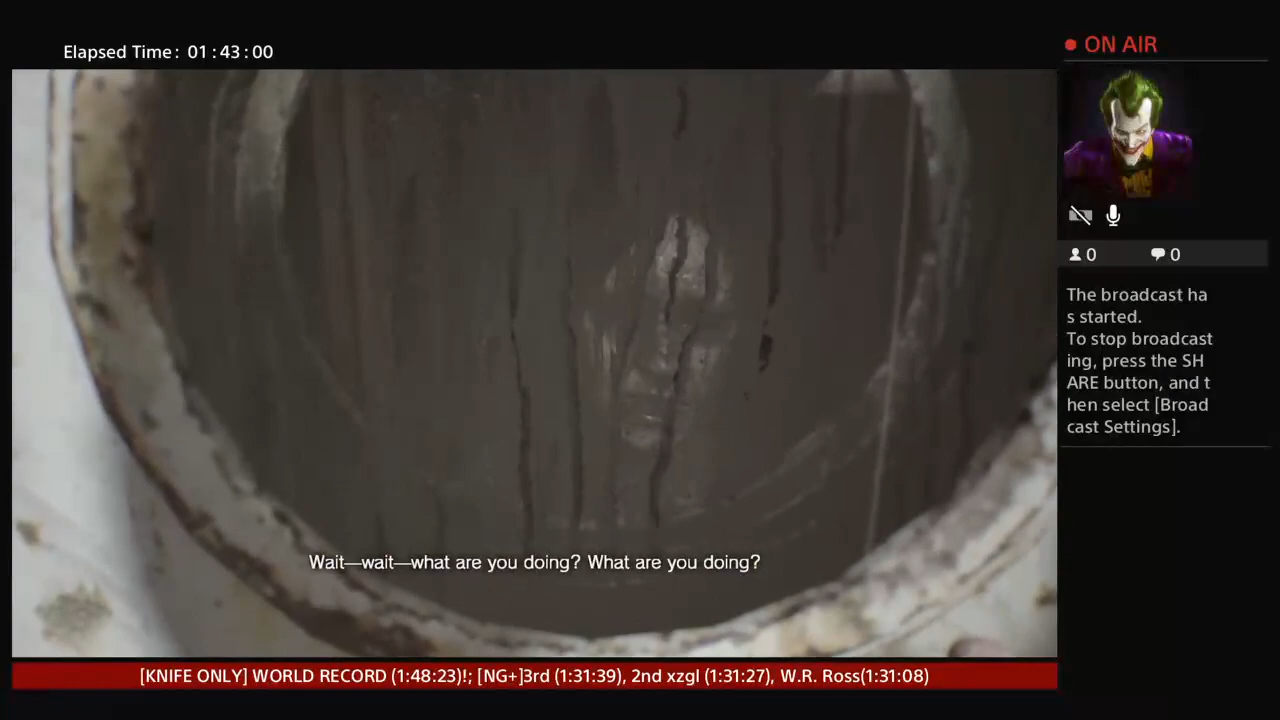 Elapsed Time: 01:43:00
ON AIR
0 0
The broadcast ha
s started.
To stop broadcast
ing, press the SH
ARE button, and t
hen select [Broad
cast Settings].
Wait—wait—what are you doing? What are you doing?
[KNIFE ONLY] WORLD RECORD (1:48:23)!; [NG+]3rd (1:31:39), 2nd xzgl (1:31:27), W.R. Ross(1:31:08)